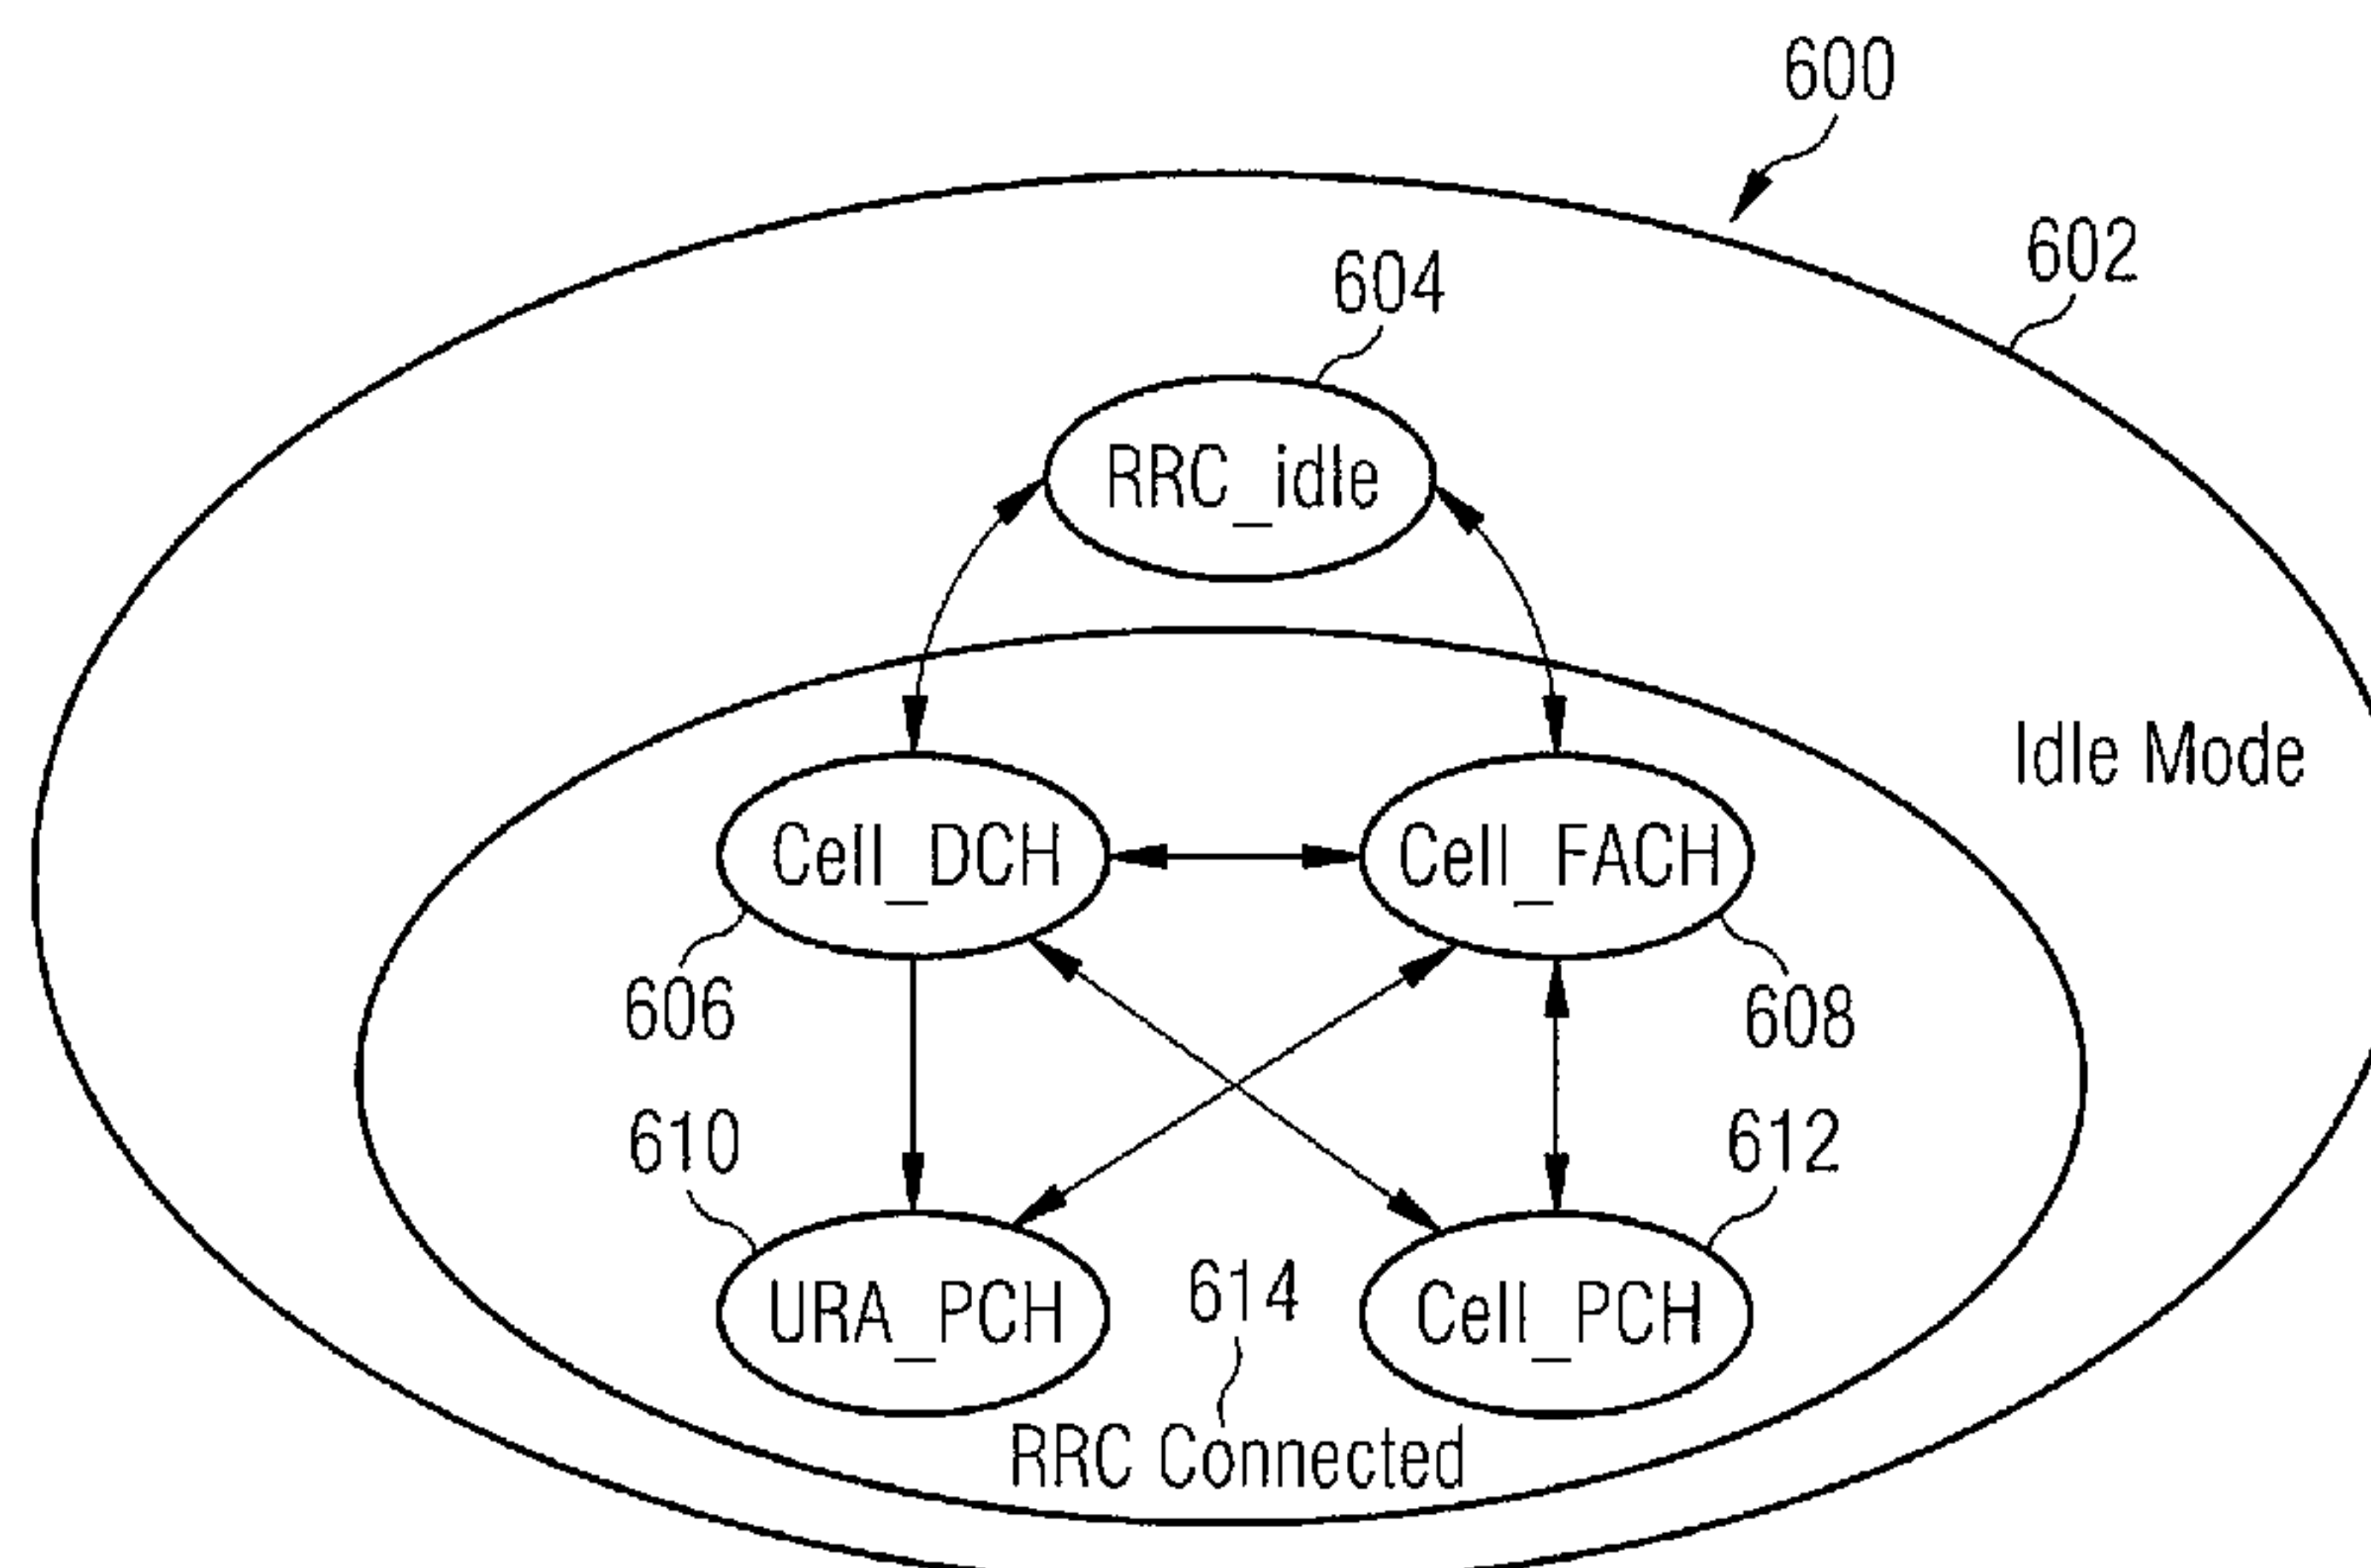 600
602
604
RRC_idle
Idle Mode
Cell_DCH
Cell_FACH
606
608
610
612
URA_PCH
614
Cell_PCH
RRC Connected